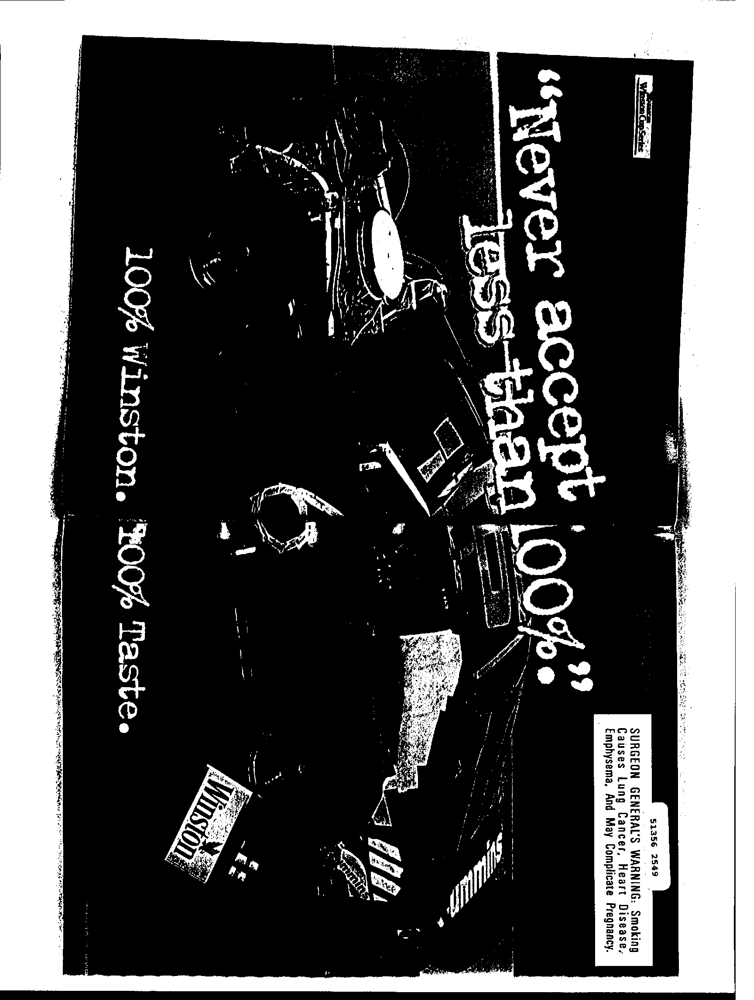 Winston Cup Series
“Never accept
less than 100%.”
51356 2549
SURGEON GENERAL'S WARNING: Smoking
Causes Lung Cancer, Heart Disease,
Emphysema, And May Complicate Pregnancy.
ummins
Winston
100% Winston. 100% Taste.